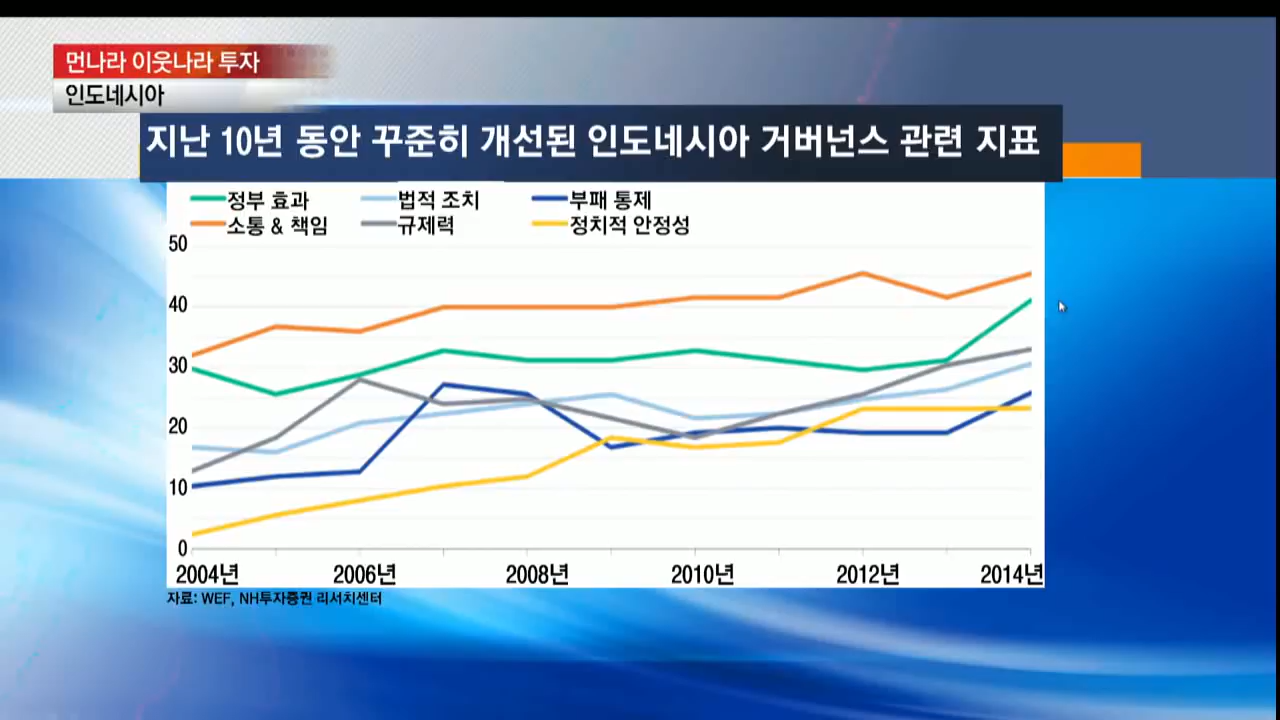 먼나라 이웃나라 투자
인도네시아
지난 10년 동안 꾸준히 개선된 인도네시아 거버넌스 관련 지표
정부 효과 법적 조치 부패 통제
소통 & 책임 규제력 정치적 안정성
50
40
30
20
10
0
2004년 2006년 2008년 2010년 2012년 2014년
자료: WEF, NH투자증권 리서치센터